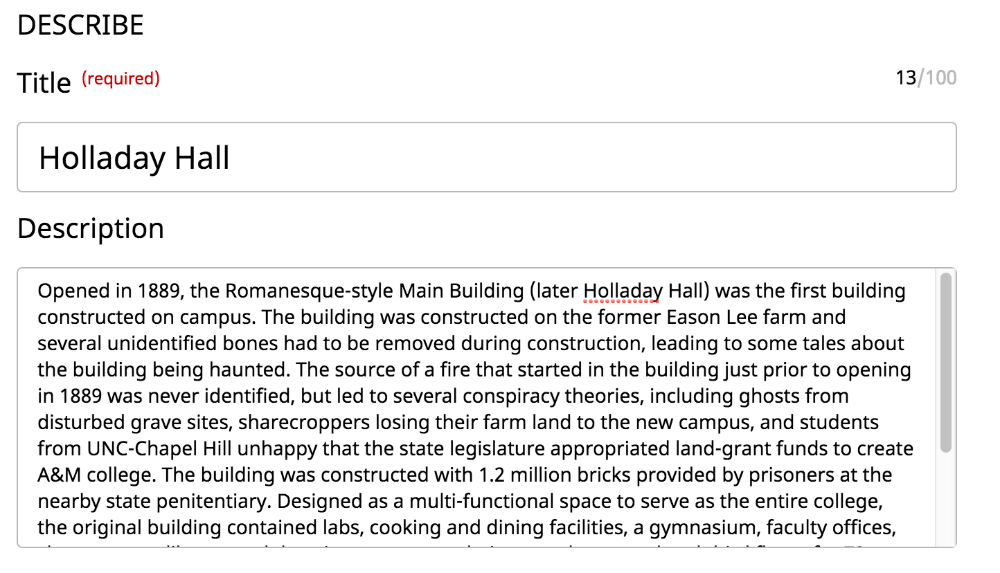 DESCRIBE
Title (required) 13/100
Holladay Hall
Description
Opened in 1889, the Romanesque-style Main Building (later Holladay Hall) was the first building
constructed on campus. The building was constructed on the former Eason Lee farm and
several unidentified bones had to be removed during construction, leading to some tales about
the building being haunted. The source of a fire that started in the building just prior to opening
in 1889 was never identified, but led to several conspiracy theories, including ghosts from
disturbed grave sites, sharecroppers losing their farm land to the new campus, and students
from UNC-Chapel Hill unhappy that the state legislature appropriated land-grant funds to create
A&M college. The building was constructed with 1.2 million bricks provided by prisoners at the
nearby state penitentiary. Designed as a multi-functional space to serve as the entire college,
the original building contained labs, cooking and dining facilities, a gymnasium, faculty offices,